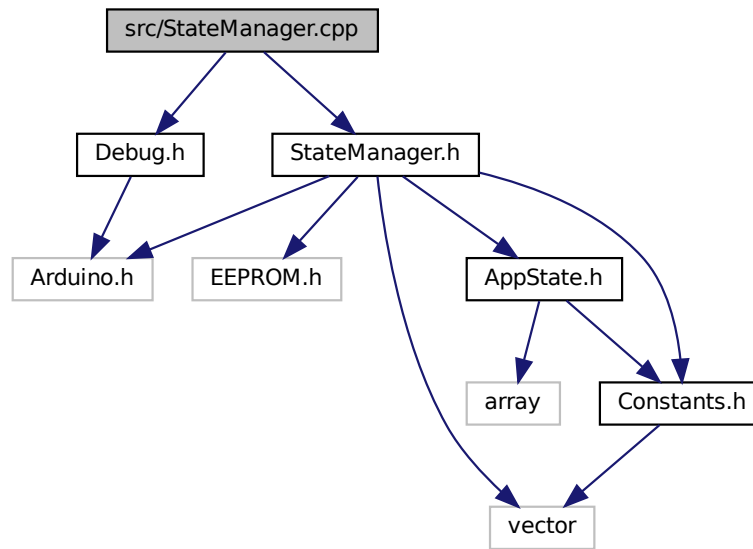 src/StateManager.cpp
Debug.h
StateManager.h
Arduino.h
EEPROM.h
AppState.h
array
Constants.h
vector